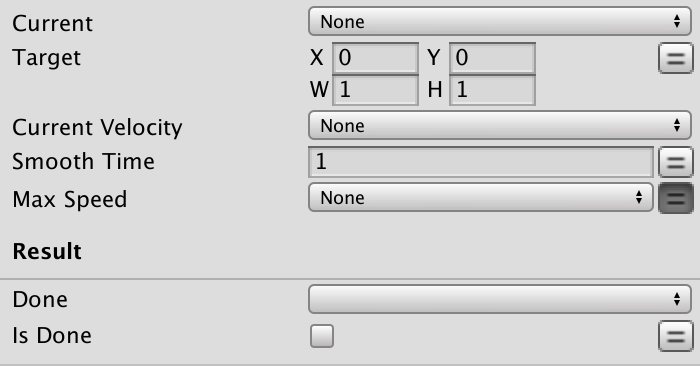 Current None
Target X 0 Y 0
W 1 H 1
Current Velocity None
Smooth Time 1
Max Speed None
Result
Done
Is Done